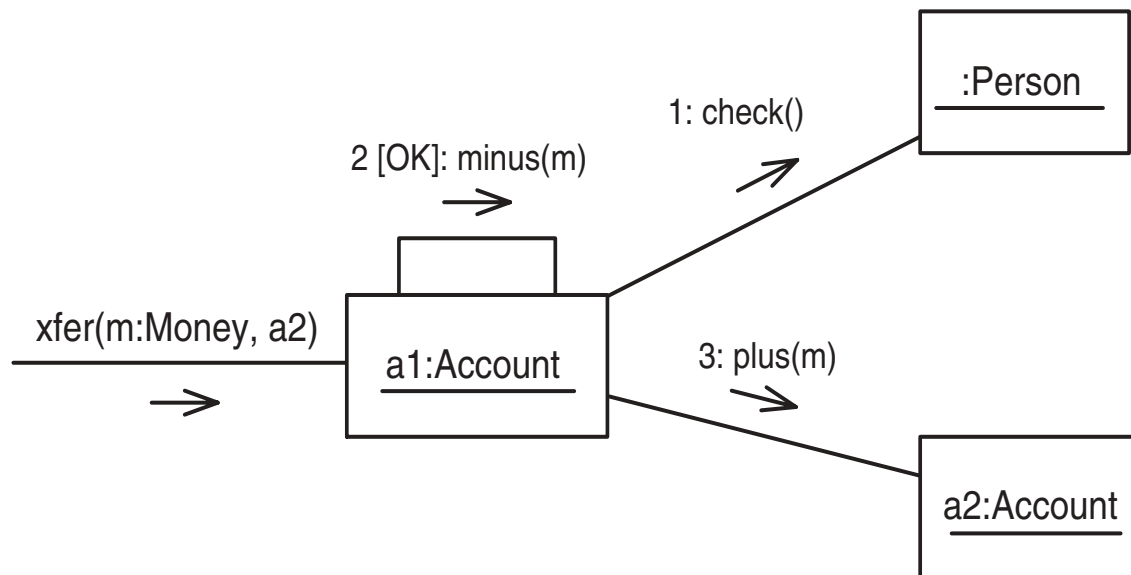 :Person
1: check()
2 [OK]: minus(m)
xfer(m:Money, a2)
a1:Account
3: plus(m)
a2:Account